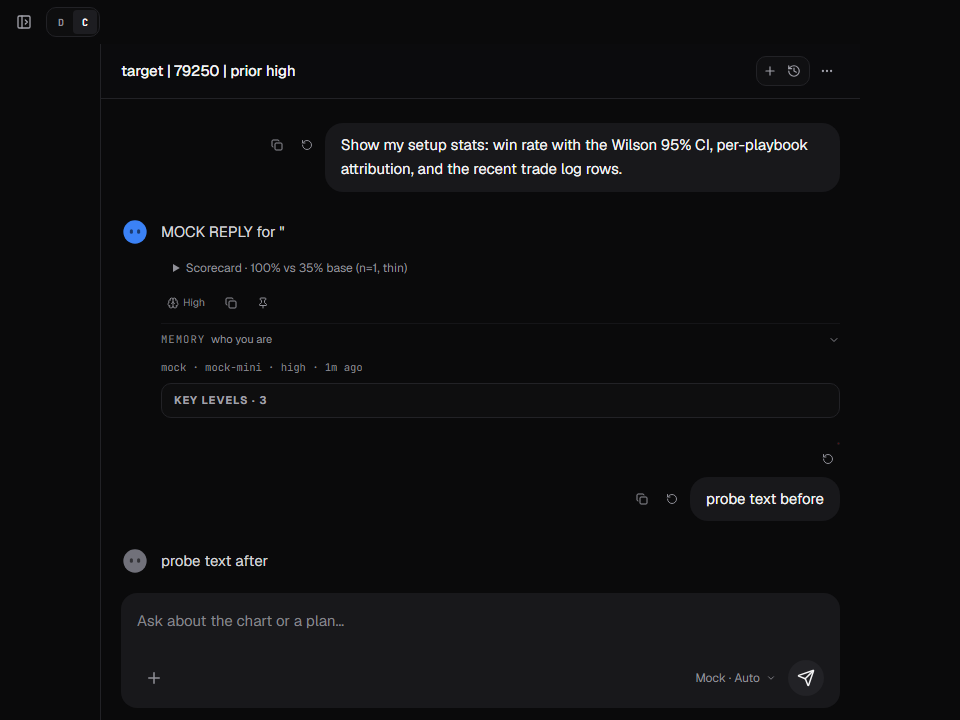 D C
target | 79250 | prior high
Show my setup stats: win rate with the Wilson 95% CI, per-playbook
attribution, and the recent trade log rows.
MOCK REPLY for "
Scorecard · 100% vs 35% base (n=1, thin)
High
MEMORY who you are
mock · mock-mini · high · 1m ago
KEY LEVELS · 3
probe text before
probe text after
Ask about the chart or a plan...
Mock · Auto